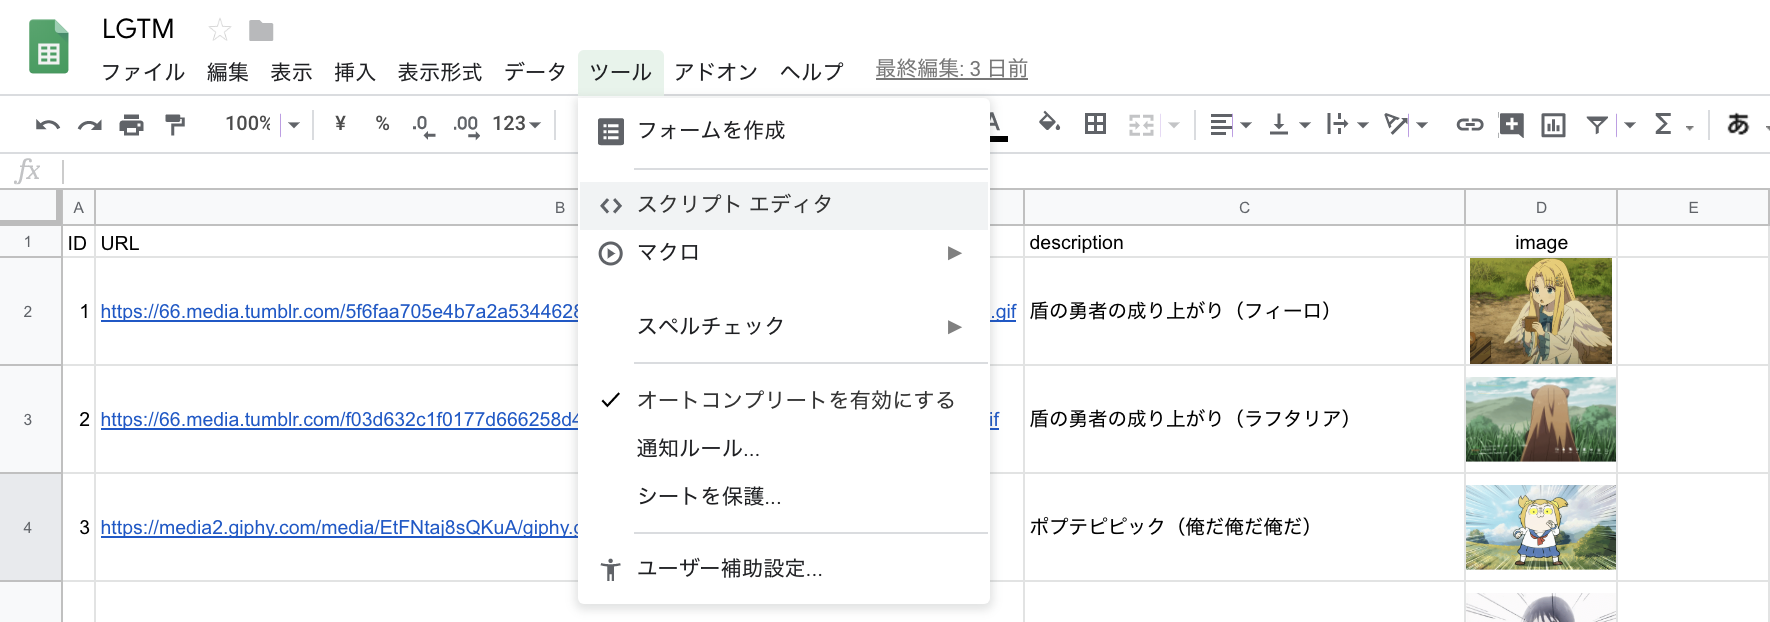 LGTM
ファイル 編集 表示 挿入 表示形式 データ ツール アドオン ヘルプ 最終編集: 3 日前
100% ¥ % .0 .00 123 A Σ あ
fx
フォームを作成
スクリプト エディタ
マクロ
スペルチェック
オートコンプリートを有効にする
通知ルール...
シートを保護...
ユーザー補助設定...
A B C D E
1 ID URL description image
2 1 https://66.media.tumblr.com/5f6faa705e4b7a2a5344628 .gif 盾の勇者の成り上がり（フィーロ）
3 2 https://66.media.tumblr.com/f03d632c1f0177d666258d4 if 盾の勇者の成り上がり（ラフタリア）
4 3 https://media2.giphy.com/media/EtFNtaj8sQKuA/giphy.g ポプテピピック（俺だ俺だ俺だ）